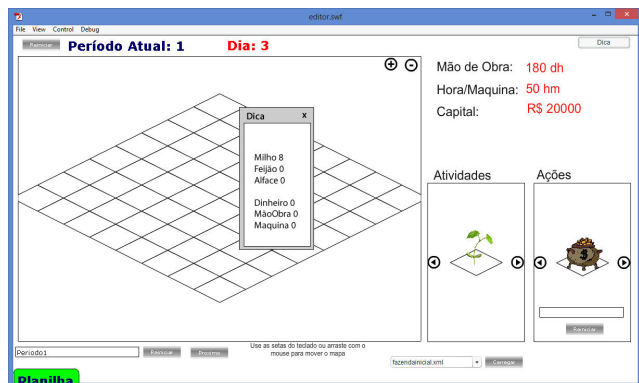 editor.swf
File View Control Debug
Reiniciar
Período Atual: 1
Dia: 3
Dica
Mão de Obra: 180 dh
Hora/Maquina: 50 hm
Capital: R$ 20000
Dica x
Milho 8
Feijão 0
Alface 0
Dinheiro 0
MãoObra 0
Maquina 0
Atividades
Ações
$
Reiniciar
Periodo1
Reiniciar
Proximo
Use as setas do teclado ou arraste com o
mouse para mover o mapa
fazendainicial.xml
Carregar
Planilha